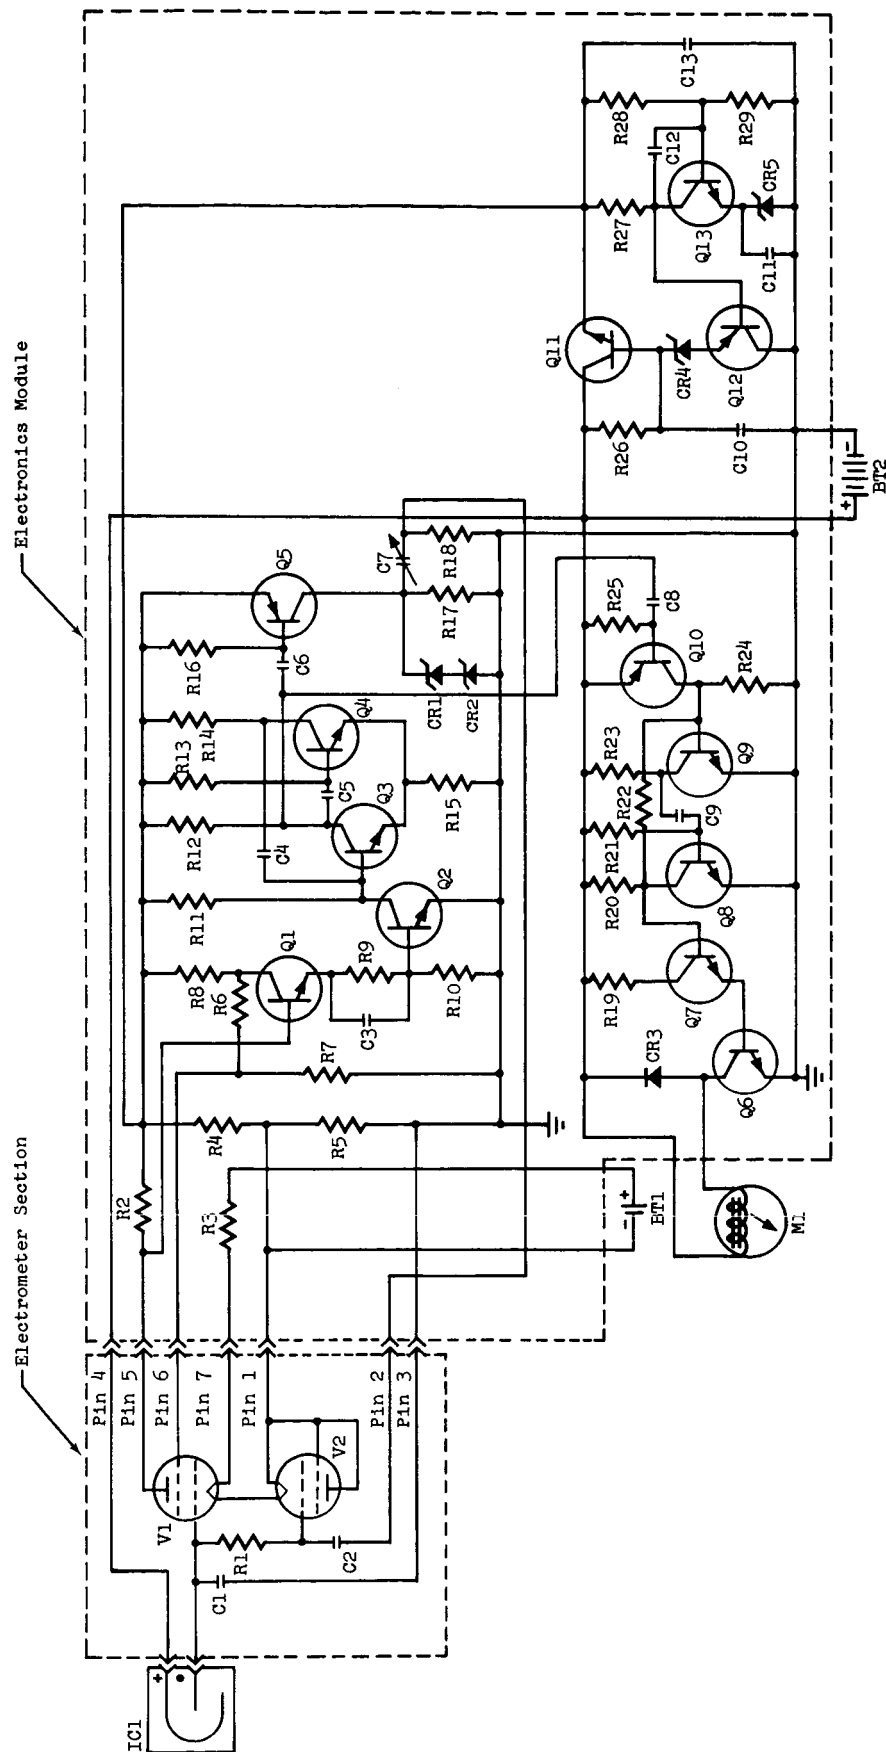 Electrometer Section
Electronics Module
IC1
+
•
Pin 4
Pin 5
Pin 6
Pin 7
Pin 1
Pin 2
Pin 3
V1
V2
R1
C1
C2
R2
R3
R4
R5
R6
R7
R8
Q1
R9
C3
R10
R11
Q2
R12
C4
Q3
R13
R14
C5
Q4
R15
R16
C6
Q5
CR1
CR2
C7
R17
R18
BT1
- +
M1
CR3
Q6
R19
Q7
R20
Q8
R21
R22
C9
R23
Q9
R24
Q10
R25
C8
BT2
+ -
R26
C10
Q11
CR4
Q12
R27
Q13
C11
CR5
C12
R28
R29
C13